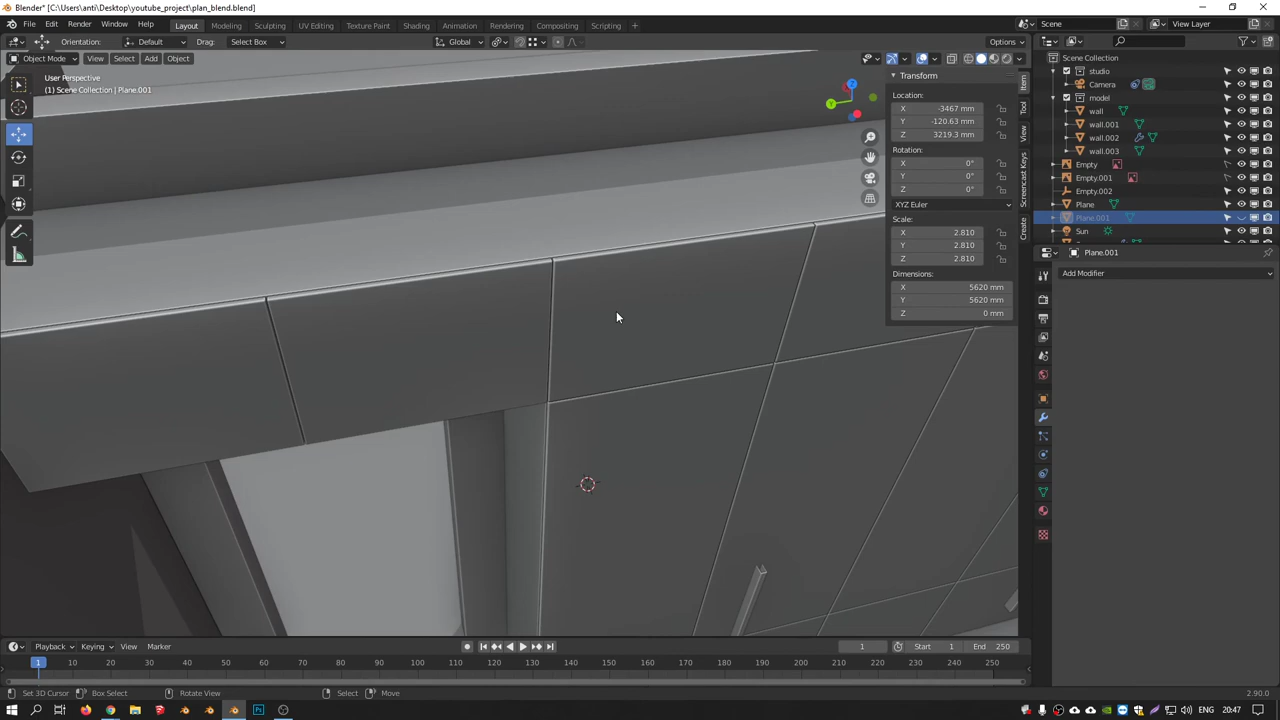 Blender* [C:\Users\anti\Desktop\youtube_project\plan_blend.blend]
File Edit Render Window Help Layout Modeling Sculpting UV Editing Texture Paint Shading Animation Rendering Compositing Scripting + Scene View Layer
Orientation: Default Drag: Select Box Global Options
Object Mode View Select Add Object
User Perspective
(1) Scene Collection | Plane.001
Transform
Location:
X -3467 mm
Y -120.63 mm
Z 3219.3 mm
Rotation:
X 0°
Y 0°
Z 0°
XYZ Euler
Scale:
X 2.810
Y 2.810
Z 2.810
Dimensions:
X 5620 mm
Y 5620 mm
Z 0 mm
Item
Tool
View
Screencast Keys
Create
Z
Y
Scene Collection
studio
Camera
model
wall
wall.001
wall.002
wall.003
Empty
Empty.001
Empty.002
Plane
Plane.001
Sun
Plane.001
Add Modifier
Playback Keying View Marker 1 Start 1 End 250
1 10 20 30 40 50 60 70 80 90 100 110 120 130 140 150 160 170 180 190 200 210 220 230 240 250
Set 3D Cursor Box Select Rotate View Select Move 2.90.0
ENG 20:47